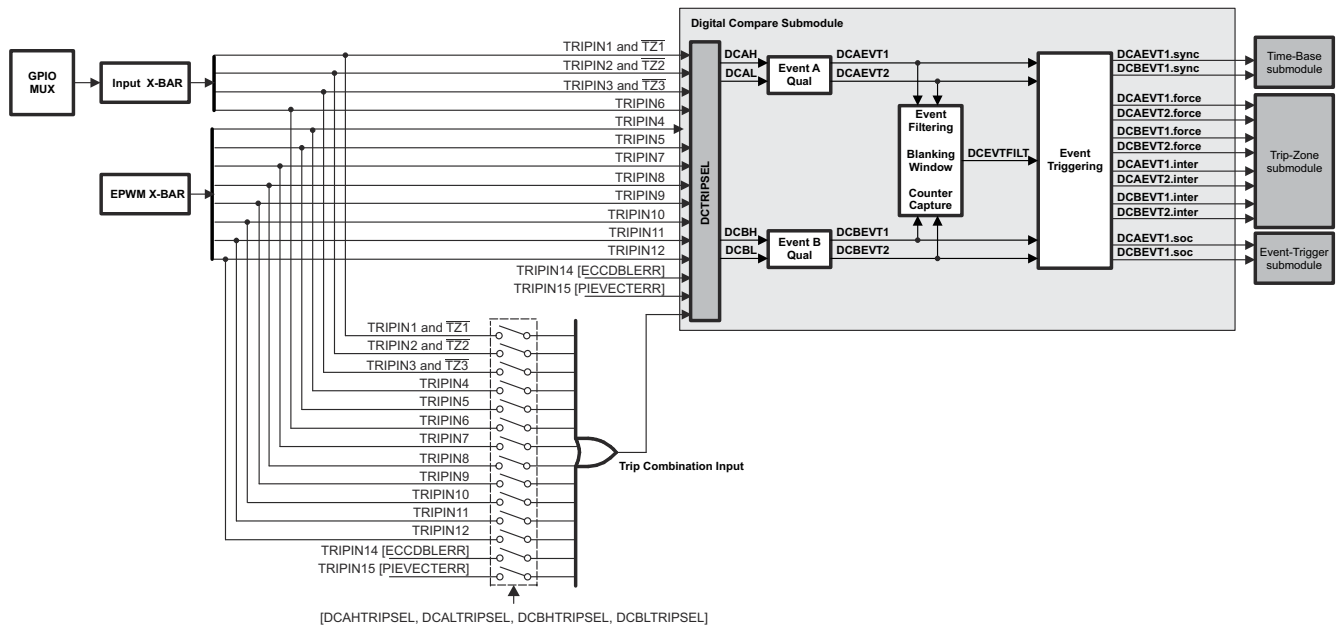 Digital Compare Submodule
GPIO
MUX
Input X-BAR
EPWM X-BAR
TRIPIN1 and TZ1
TRIPIN2 and TZ2
TRIPIN3 and TZ3
TRIPIN6
TRIPIN4
TRIPIN5
TRIPIN7
TRIPIN8
TRIPIN9
TRIPIN10
TRIPIN11
TRIPIN12
TRIPIN14 [ECCDBLERR]
TRIPIN15 [PIEVECTERR]
DCTRIPSEL
DCAH
DCAL
Event A
Qual
DCAEVT1
DCAEVT2
DCBH
DCBL
Event B
Qual
DCBEVT1
DCBEVT2
Event
Filtering
Blanking
Window
Counter
Capture
DCEVTFILT
Event
Triggering
DCAEVT1.sync
DCBEVT1.sync
DCAEVT1.force
DCAEVT2.force
DCBEVT1.force
DCBEVT2.force
DCAEVT1.inter
DCAEVT2.inter
DCBEVT1.inter
DCBEVT2.inter
DCAEVT1.soc
DCBEVT1.soc
Time-Base
submodule
Trip-Zone
submodule
Event-Trigger
submodule
TRIPIN1 and TZ1
TRIPIN2 and TZ2
TRIPIN3 and TZ3
TRIPIN4
TRIPIN5
TRIPIN6
TRIPIN7
TRIPIN8
TRIPIN9
TRIPIN10
TRIPIN11
TRIPIN12
TRIPIN14 [ECCDBLERR]
TRIPIN15 [PIEVECTERR]
Trip Combination Input
[DCAHTRIPSEL, DCALTRIPSEL, DCBHTRIPSEL, DCBLTRIPSEL]